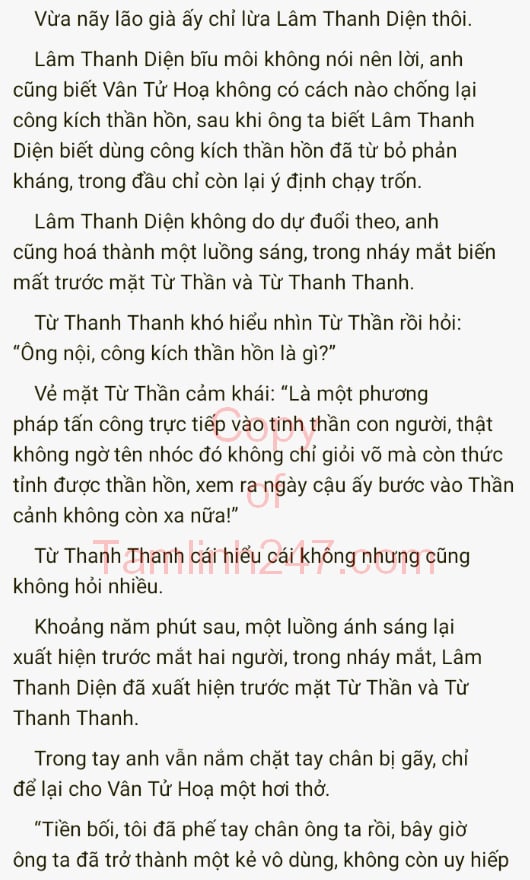 Vừa nãy lão già ấy chỉ lừa Lâm Thanh Diện thôi.
Lâm Thanh Diện bĩu môi không nói nên lời, anh
cũng biết Vân Tử Hoạ không có cách nào chống lại
công kích thần hồn, sau khi ông ta biết Lâm Thanh
Diện biết dùng công kích thần hồn đã từ bỏ phản
kháng, trong đầu chỉ còn lại ý định chạy trốn.
Lâm Thanh Diện không do dự đuổi theo, anh
cũng hoá thành một luồng sáng, trong nháy mắt biến
mất trước mặt Từ Thần và Từ Thanh Thanh.
Từ Thanh Thanh khó hiểu nhìn Từ Thần rồi hỏi:
“Ông nội, công kích thần hồn là gì?”
Vẻ mặt Từ Thần cảm khái: “Là một phương
pháp tấn công trực tiếp vào tinh thần con người, thật
không ngờ tên nhóc đó không chỉ giỏi võ mà còn thức
tỉnh được thần hồn, xem ra ngày cậu ấy bước vào Thần
cảnh không còn xa nữa!”
Từ Thanh Thanh cái hiểu cái không nhưng cũng
không hỏi nhiều.
Khoảng năm phút sau, một luồng ánh sáng lại
xuất hiện trước mắt hai người, trong nháy mắt, Lâm
Thanh Diện đã xuất hiện trước mặt Từ Thần và Từ
Thanh Thanh.
Trong tay anh vẫn nắm chặt tay chân bị gãy, chỉ
để lại cho Vân Tử Hoạ một hơi thở.
“Tiền bối, tôi đã phế tay chân ông ta rồi, bây giờ
ông ta đã trở thành một kẻ vô dùng, không còn uy hiếp
Copy
of
Tamlinh247.com